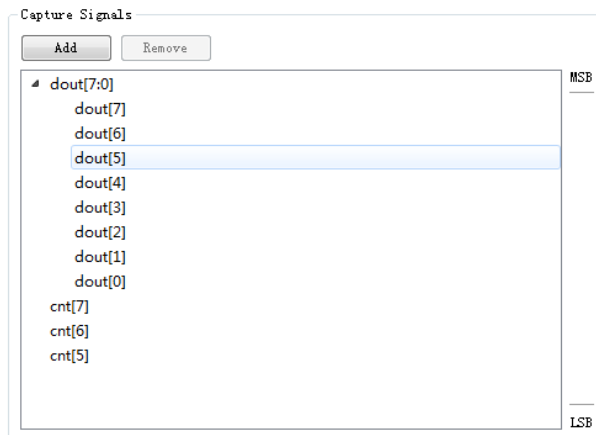 Capture Signals
Add Remove
MSB
dout[7:0]
dout[7]
dout[6]
dout[5]
dout[4]
dout[3]
dout[2]
dout[1]
dout[0]
cnt[7]
cnt[6]
cnt[5]
LSB